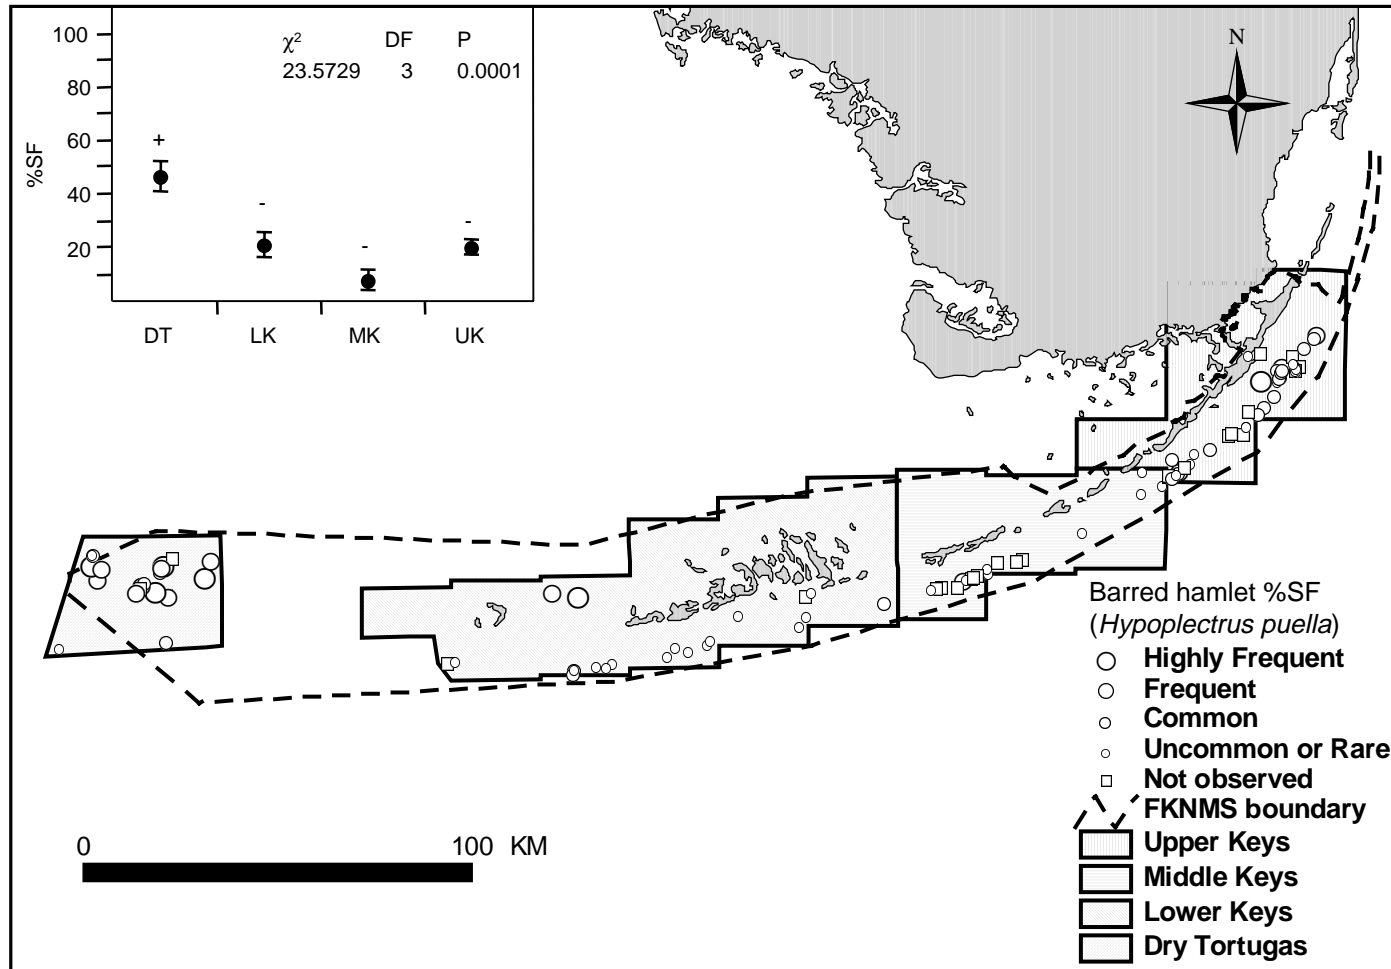 100
80
60
40
20
%SF
χ² DF P
23.5729 3 0.0001
+
-
-
-
DT LK MK UK
N
Barred hamlet %SF
(Hypoplectrus puella)
Highly Frequent
Frequent
Common
Uncommon or Rare
Not observed
FKNMS boundary
Upper Keys
Middle Keys
Lower Keys
Dry Tortugas
0 100 KM